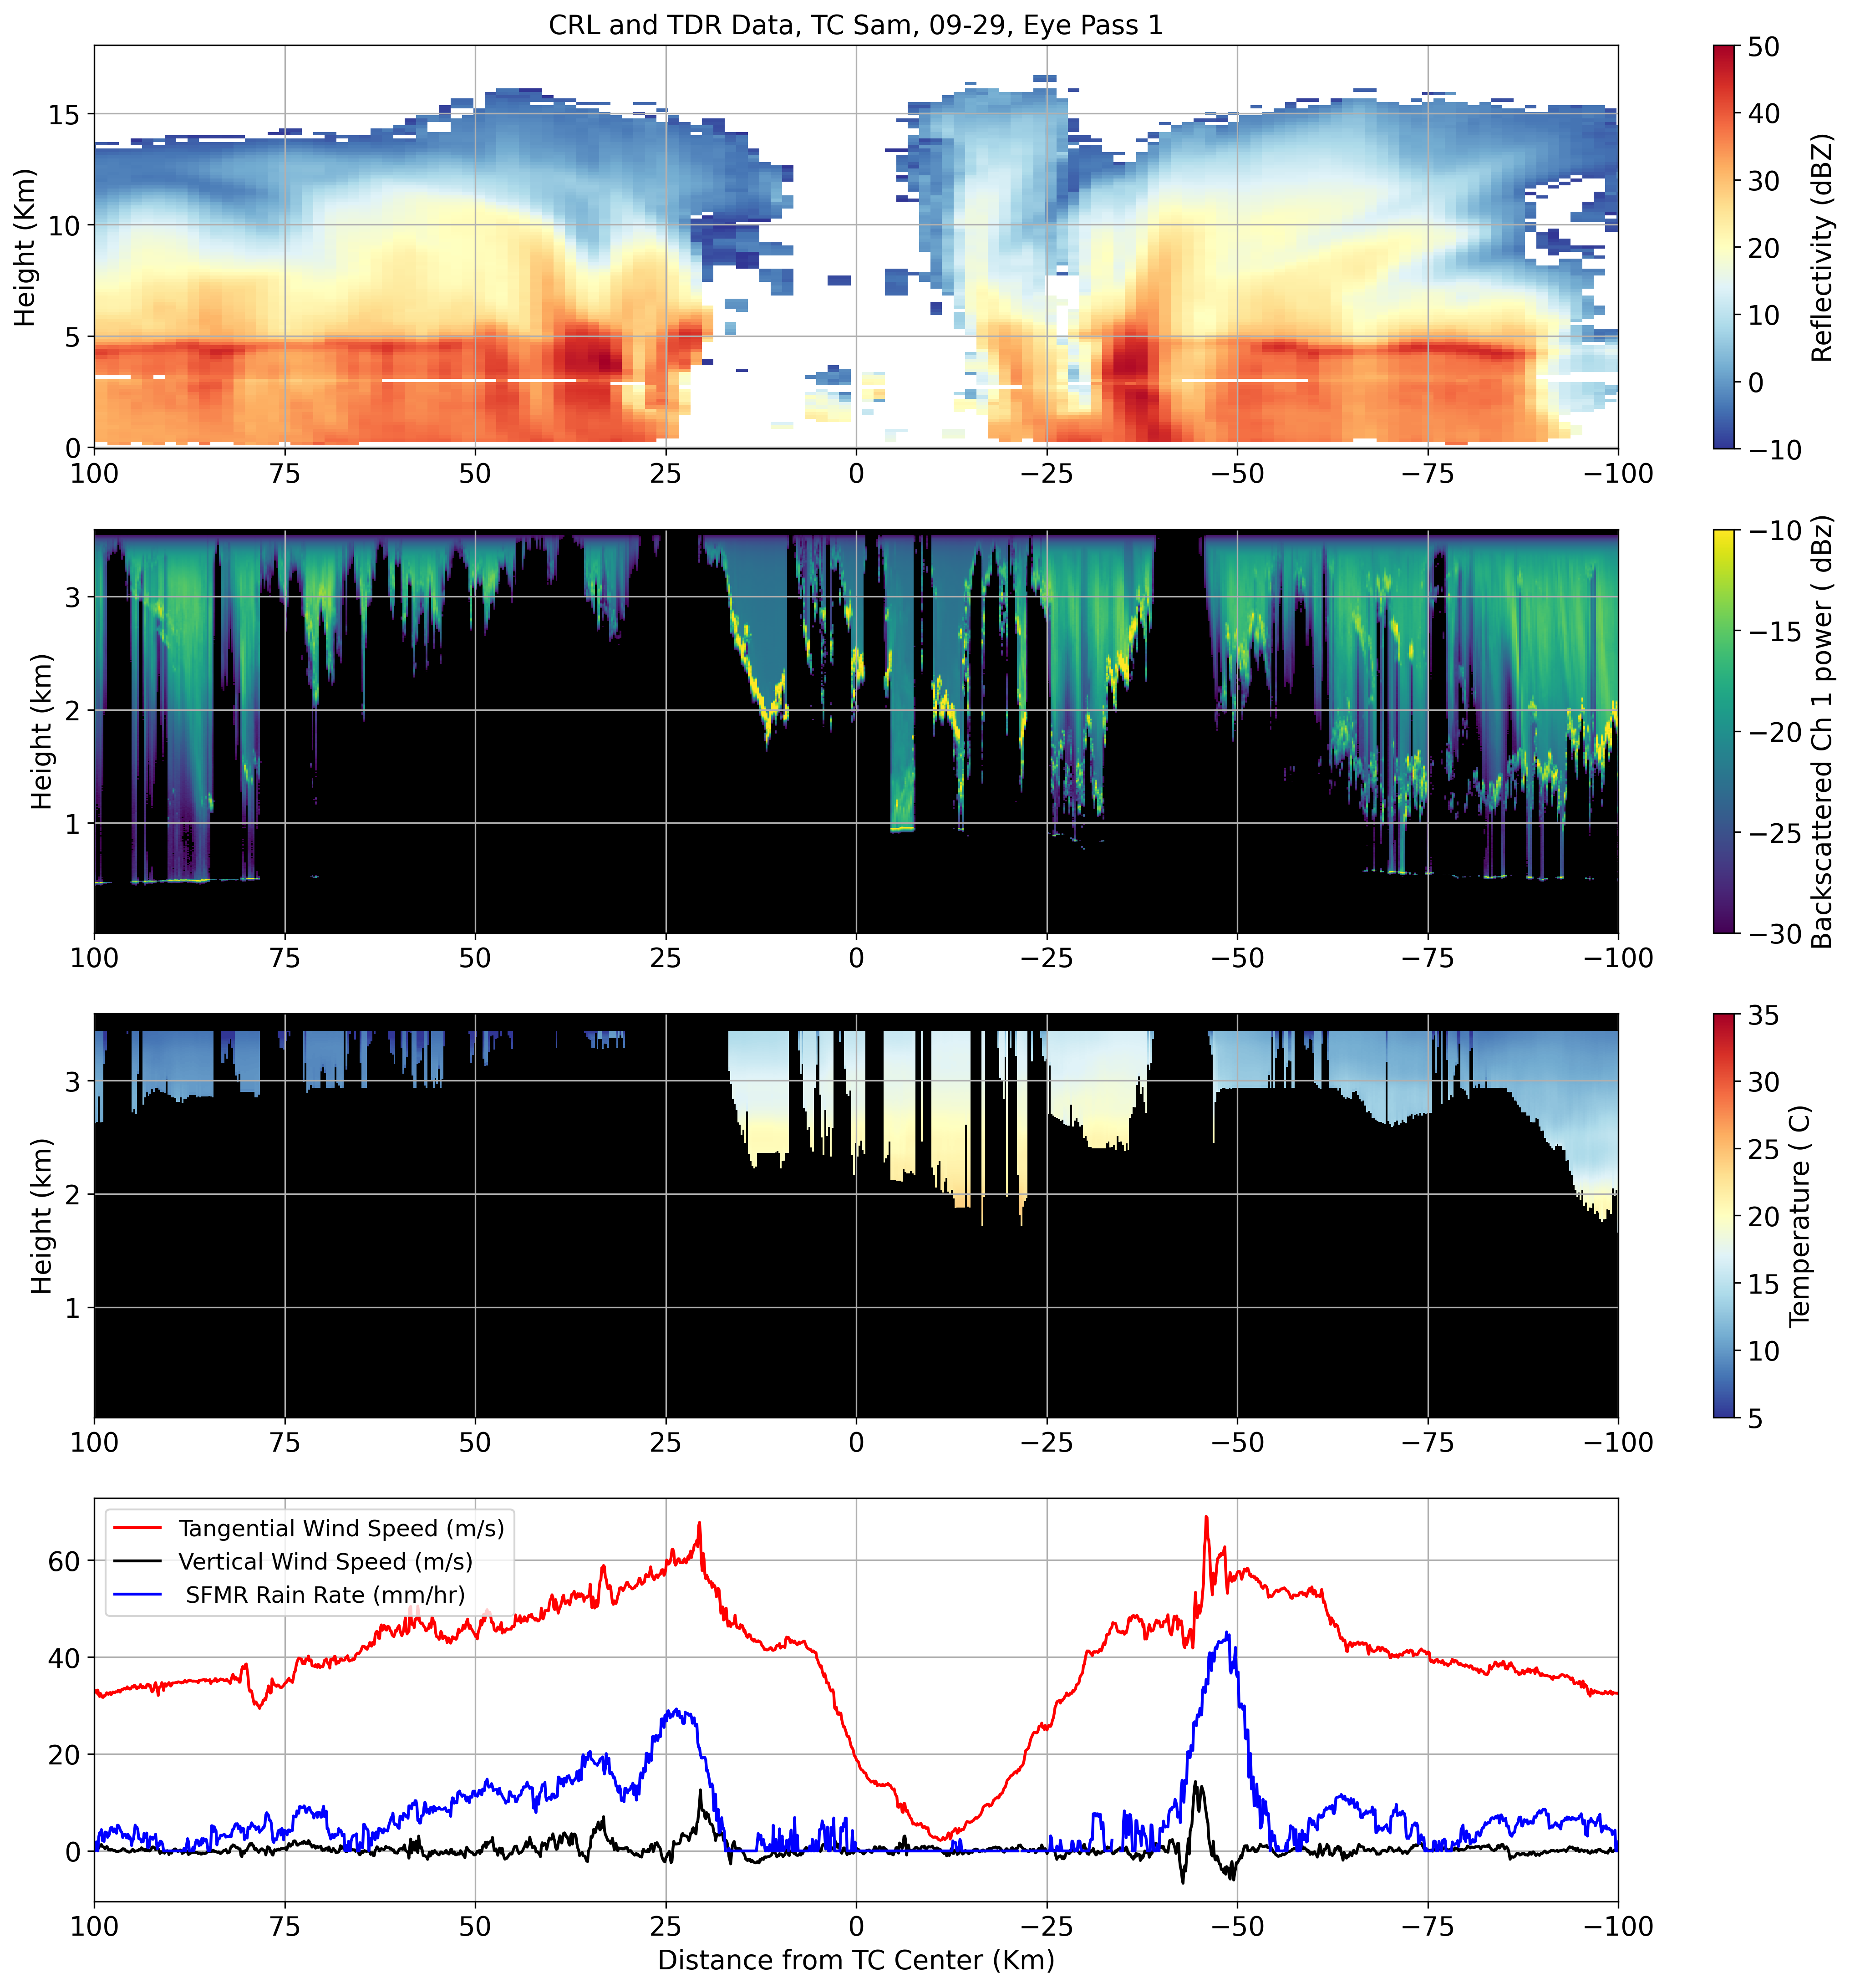 CRL and TDR Data, TC Sam, 09-29, Eye Pass 1
Height (Km)
15
10
5
0
100 75 50 25 0 −25 −50 −75 −100
50
40
30
20
10
0
−10
Reflectivity (dBZ)
Height (km)
3
2
1
100 75 50 25 0 −25 −50 −75 −100
−10
−15
−20
−25
−30
Backscattered Ch 1 power ( dBz)
Height (km)
3
2
1
100 75 50 25 0 −25 −50 −75 −100
35
30
25
20
15
10
5
Temperature ( C)
60
40
20
0
Tangential Wind Speed (m/s)
Vertical Wind Speed (m/s)
SFMR Rain Rate (mm/hr)
100 75 50 25 0 −25 −50 −75 −100
Distance from TC Center (Km)